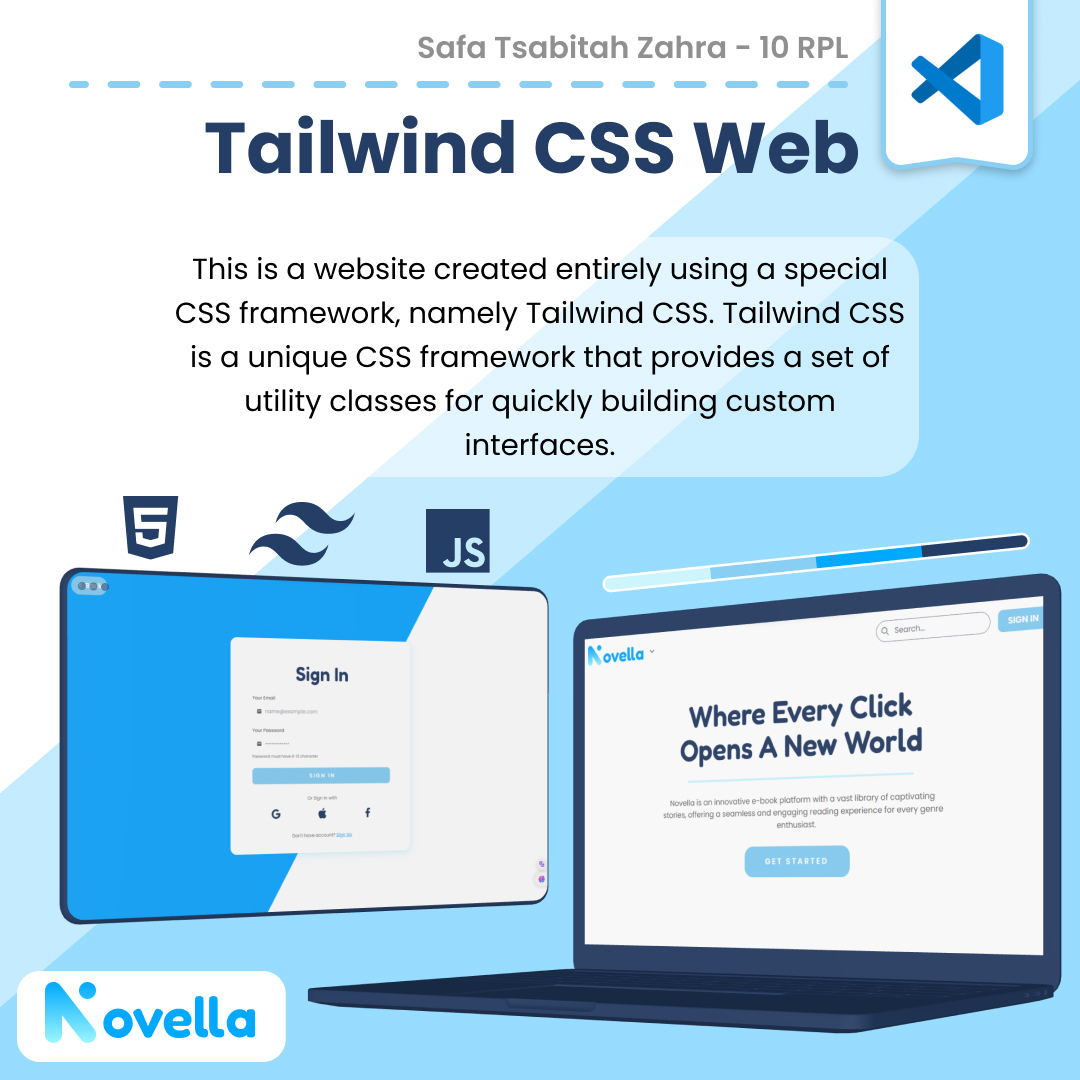 Safa Tsabitah Zahra - 10 RPL
Tailwind CSS Web
This is a website created entirely using a special
CSS framework, namely Tailwind CSS. Tailwind CSS
is a unique CSS framework that provides a set of
utility classes for quickly building custom
interfaces.
5
JS
Sign In
Your Email
name@example.com
Your Password
Password must have 8-12 character
SIGN IN
Or Sign In with
G
f
Don't have account? Sign Up
Novella
Search...
SIGN IN
Where Every Click
Opens A New World
Novella is an innovative e-book platform with a vast library of captivating
stories, offering a seamless and engaging reading experience for every genre
enthusiast.
GET STARTED
Novella